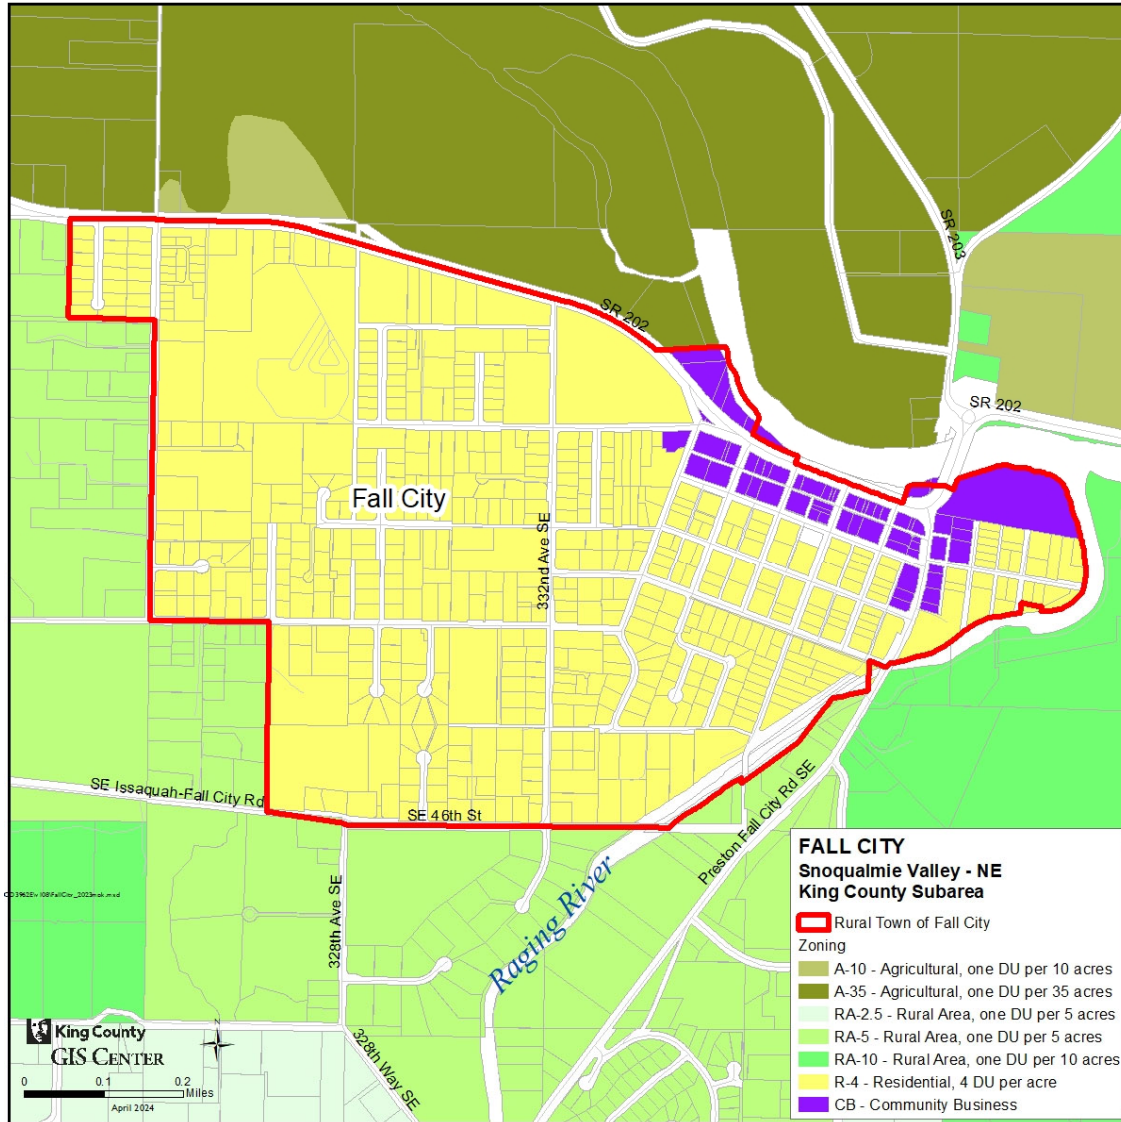 SR 203
SR 202
SR 202
Fall City
332nd Ave SE
SE Issaquah-Fall City Rd
SE 46th St
Preston Fall City Rd SE
328th Ave SE
Raging River
328th Way SE
King County
GIS CENTER
N
0 0.1 0.2
Miles
April 2024
FALL CITY
Snoqualmie Valley - NE
King County Subarea
Rural Town of Fall City
Zoning
A-10 - Agricultural, one DU per 10 acres
A-35 - Agricultural, one DU per 35 acres
RA-2.5 - Rural Area, one DU per 5 acres
RA-5 - Rural Area, one DU per 5 acres
RA-10 - Rural Area, one DU per 10 acres
R-4 - Residential, 4 DU per acre
CB - Community Business